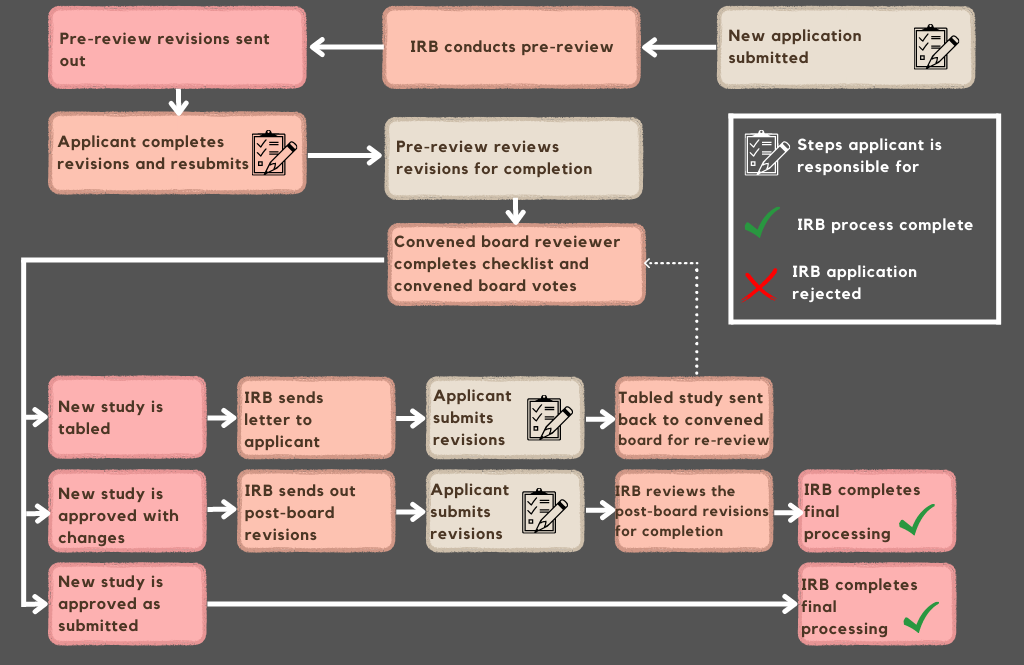 New application
submitted
IRB conducts pre-review
Pre-review revisions sent
out
Applicant completes
revisions and resubmits
Pre-review reviews
revisions for completion
Convened board reveiewer
completes checklist and
convened board votes
Steps applicant is
responsible for
IRB process complete
IRB application
rejected
New study is
tabled
IRB sends
letter to
applicant
Applicant
submits
revisions
Tabled study sent
back to convened
board for re-review
New study is
approved with
changes
IRB sends out
post-board
revisions
Applicant
submits
revisions
IRB reviews the
post-board revisions
for completion
IRB completes
final
processing
New study is
approved as
submitted
IRB completes
final
processing